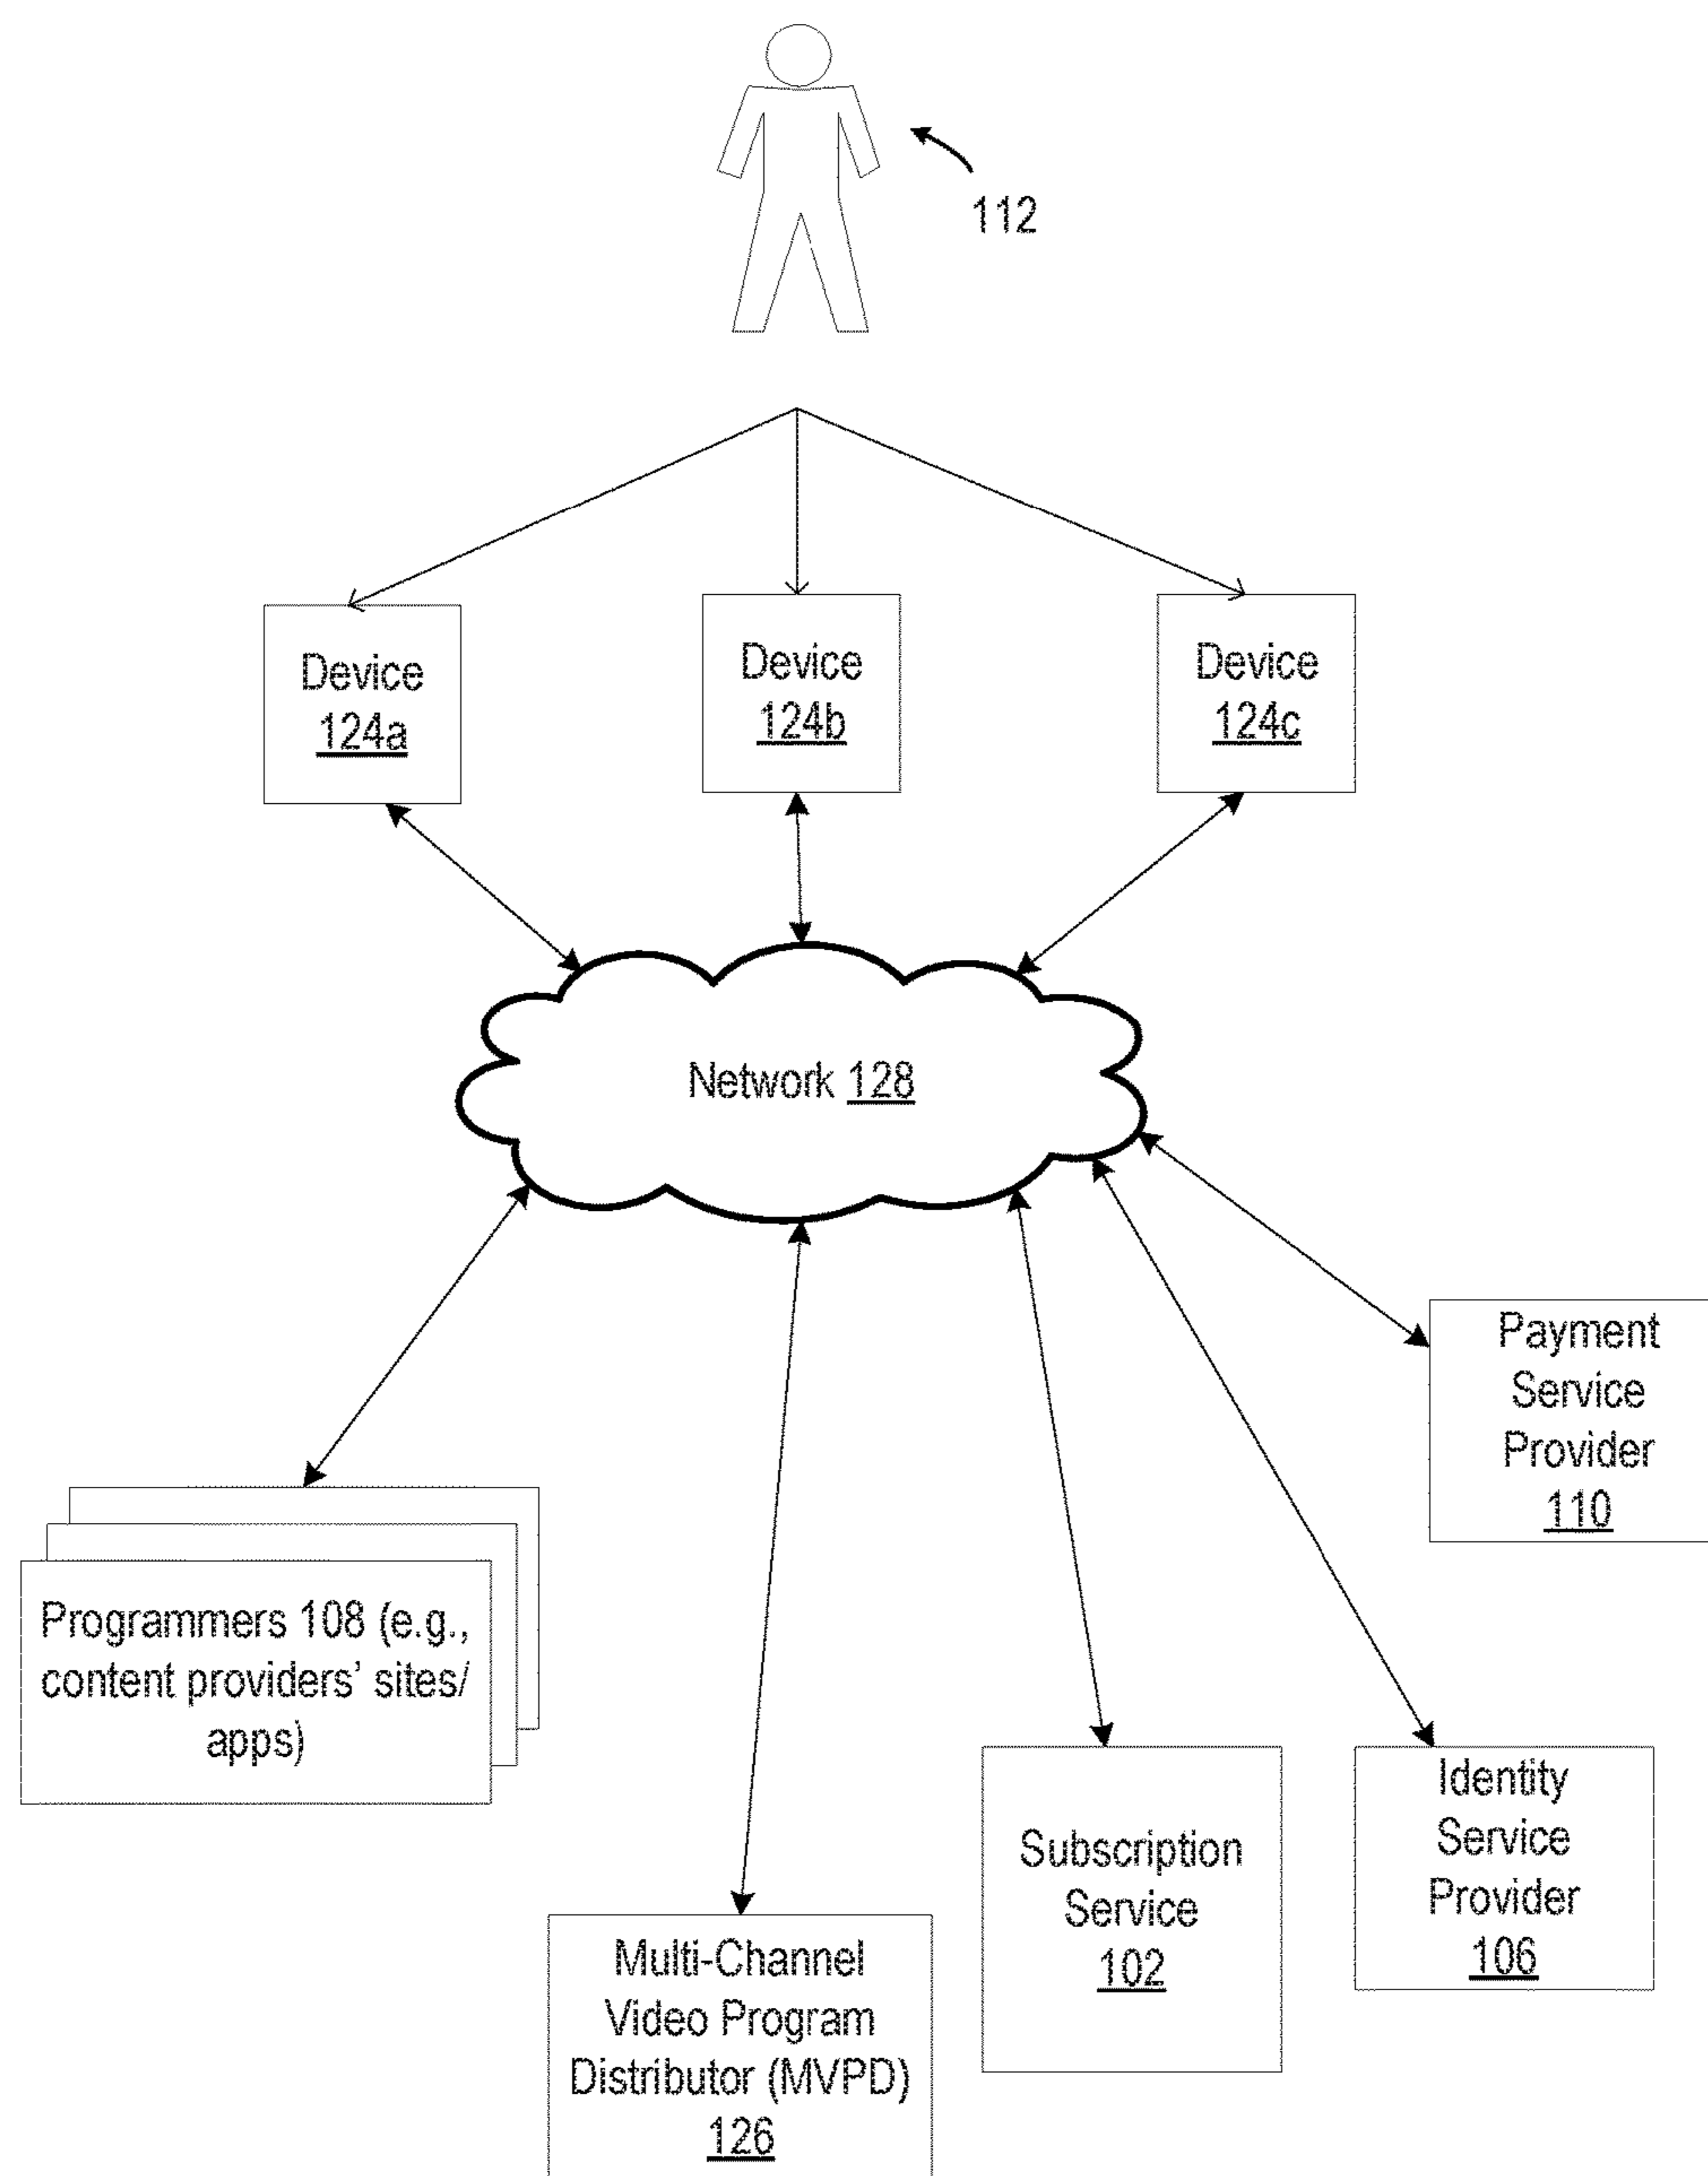 112
Device
124a
Device
124b
Device
124c
Network 128
Payment
Service
Provider
110
Programmers 108 (e.g.,
content providers’ sites/
apps)
Subscription
Service
102
Identity
Service
Provider
106
Multi-Channel
Video Program
Distributor (MVPD)
126